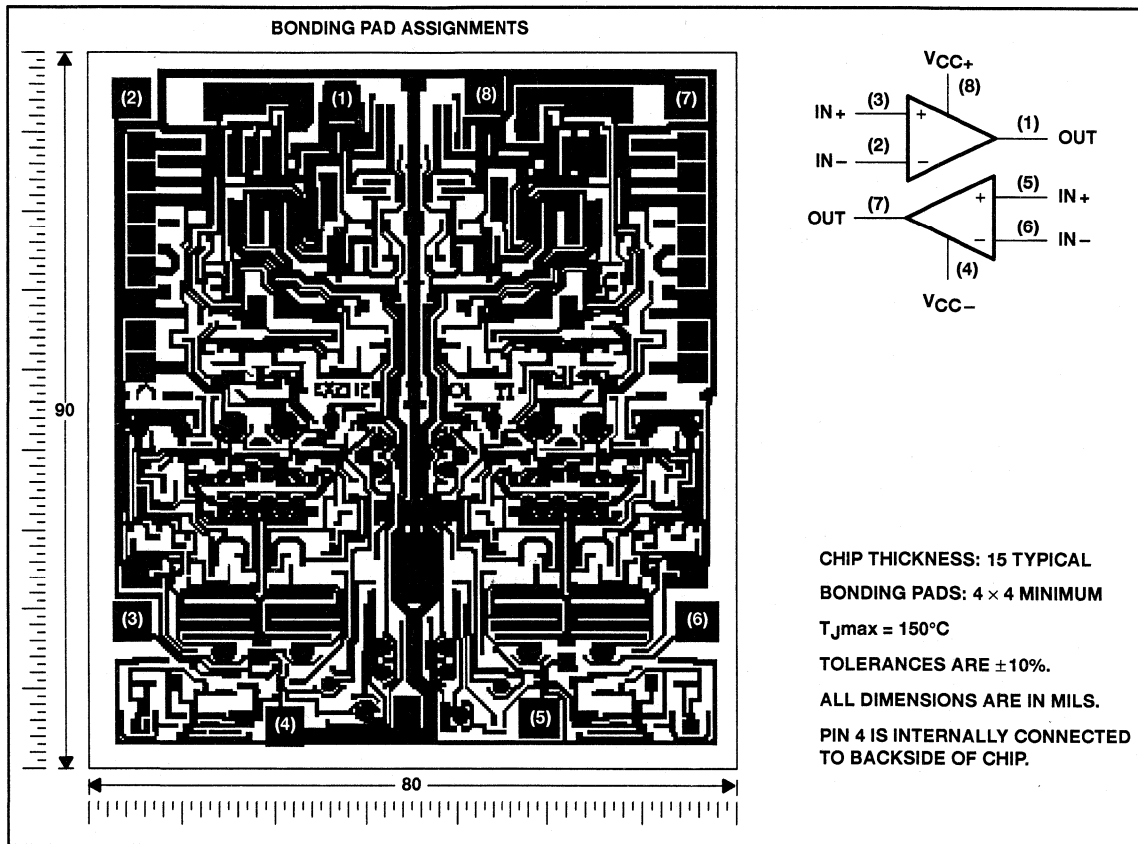 BONDING PAD ASSIGNMENTS
(2)
(1)
(8)
(7)
(3)
(6)
(4)
(5)
90
80
VCC+
(8)
(3)
IN+
+
(1)
OUT
(2)
IN−
−
(5)
+
IN+
(7)
OUT
(6)
−
IN−
(4)
VCC−
CHIP THICKNESS: 15 TYPICAL
BONDING PADS: 4 × 4 MINIMUM
TJmax = 150°C
TOLERANCES ARE ±10%.
ALL DIMENSIONS ARE IN MILS.
PIN 4 IS INTERNALLY CONNECTED
TO BACKSIDE OF CHIP.